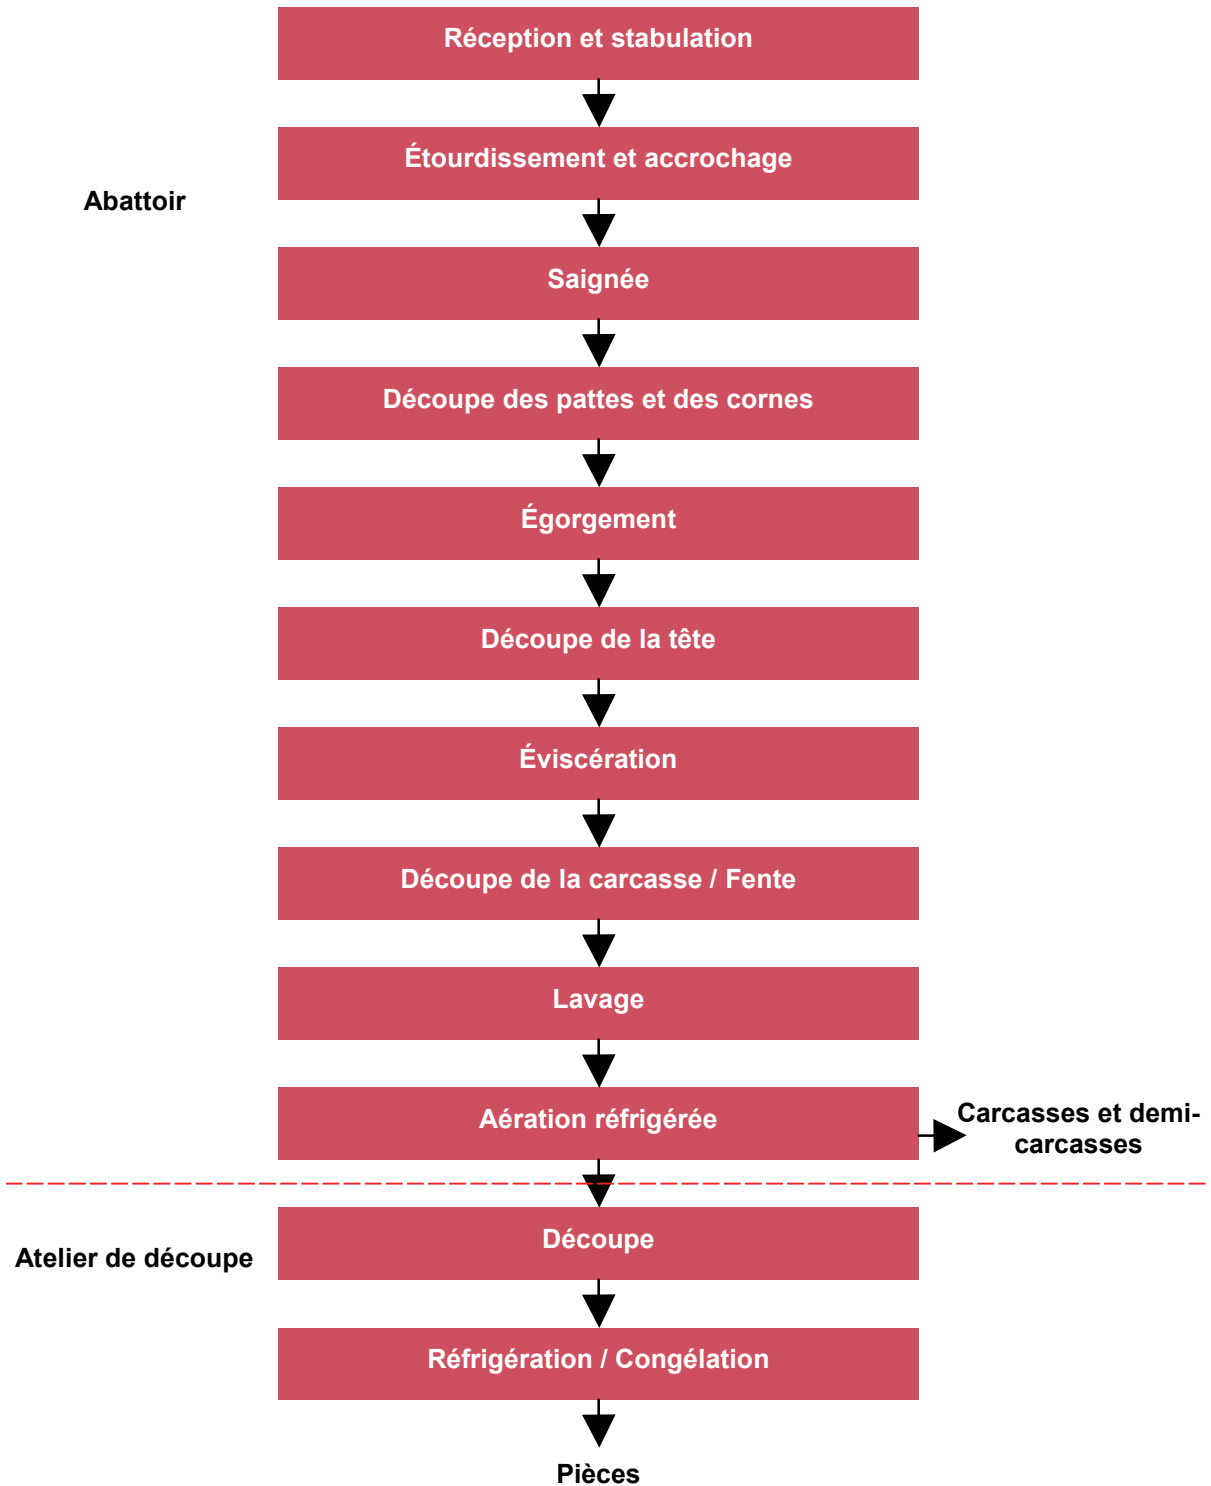 Réception et stabulation
Étourdissement et accrochage
Abattoir
Saignée
Découpe des pattes et des cornes
Égorgement
Découpe de la tête
Éviscération
Découpe de la carcasse / Fente
Lavage
Aération réfrigérée
Carcasses et demi-
carcasses
Découpe
Atelier de découpe
Réfrigération / Congélation
Pièces